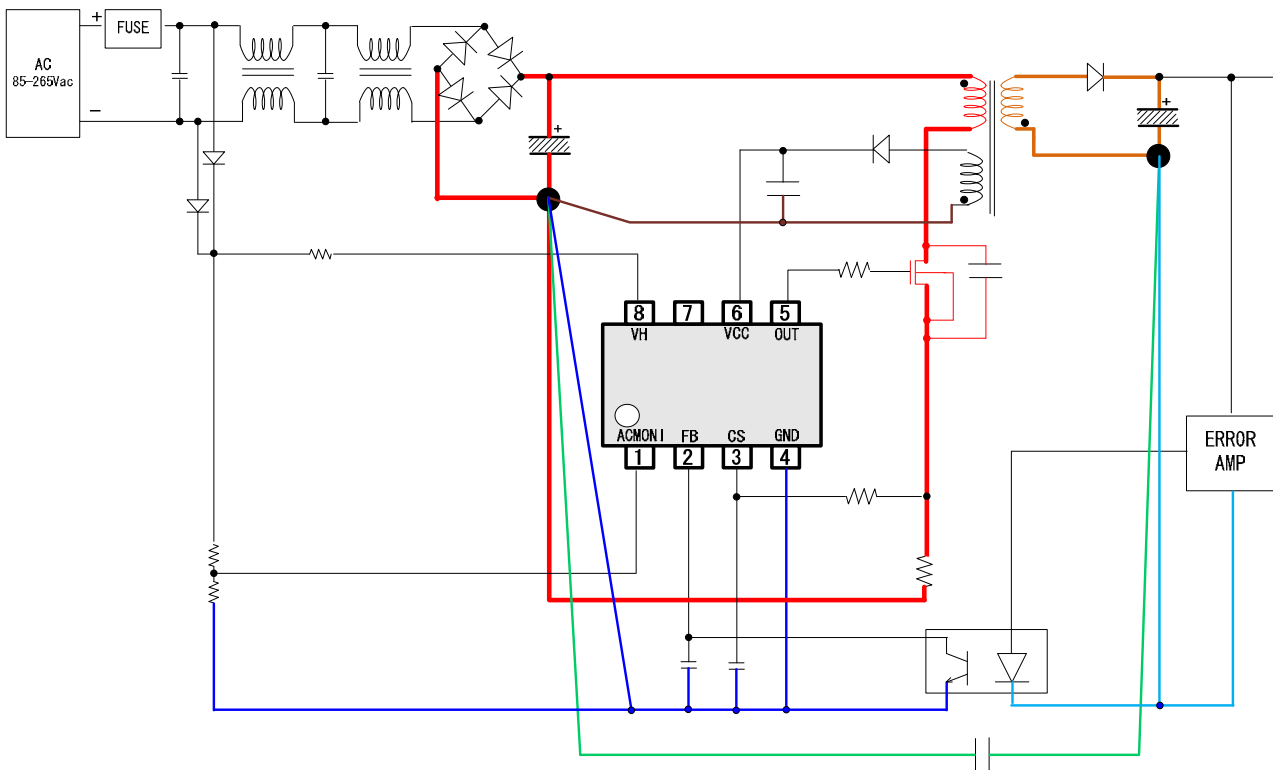 +
FUSE
AC
85-265Vac
-
+
+
8
7
6
5
VH
VCC
OUT
ACMONI
FB
CS
GND
1
2
3
4
ERROR
AMP